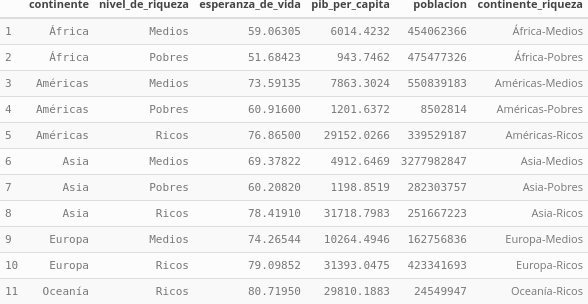 continente nivel_de_riqueza esperanza_de_vida pib_per_capita poblacion continente_riqueza
1 África Medios 59.06305 6014.4232 454062366 África-Medios
2 África Pobres 51.68423 943.7462 475477326 África-Pobres
3 Américas Medios 73.59135 7863.3024 550839183 Américas-Medios
4 Américas Pobres 60.91600 1201.6372 8502814 Américas-Pobres
5 Américas Ricos 76.86500 29152.0266 339529187 Américas-Ricos
6 Asia Medios 69.37822 4912.6469 3277982847 Asia-Medios
7 Asia Pobres 60.20820 1198.8519 282303757 Asia-Pobres
8 Asia Ricos 78.41910 31718.7983 251667223 Asia-Ricos
9 Europa Medios 74.26544 10264.4946 162756836 Europa-Medios
10 Europa Ricos 79.09852 31393.0475 423341693 Europa-Ricos
11 Oceanía Ricos 80.71950 29810.1883 24549947 Oceanía-Ricos